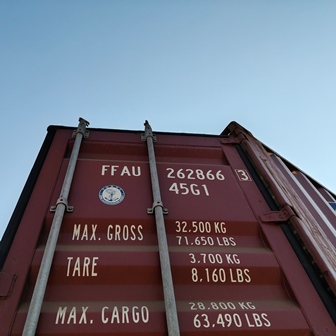 FFAU 262866 3
45G1
MAX. GROSS 32.500 KG
71.650 LBS
TARE 3.700 KG
8.160 LBS
MAX. CARGO 28.800 KG
63.490 LBS